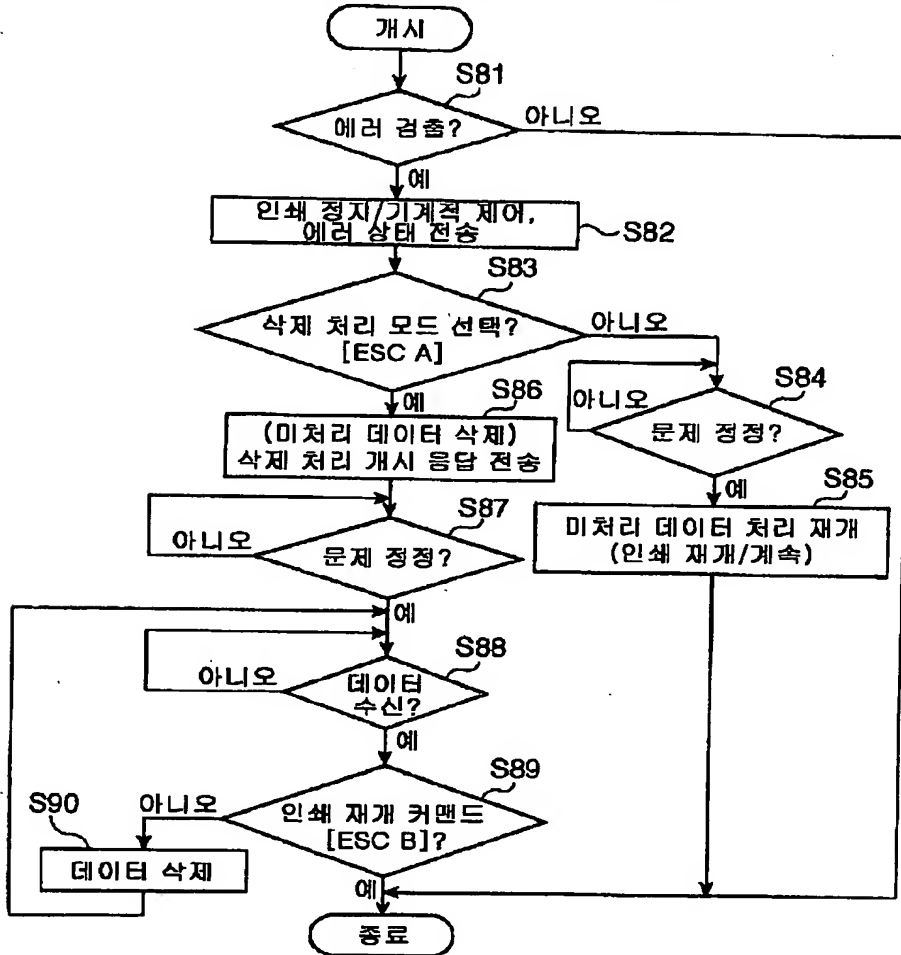 개시
S81
에러 검출?
아니오
예
인쇄 정지/기계적 제어,
에러 상태 전송
S82
S83
삭제 처리 모드 선택?
[ESC A]
아니오
예
S84
아니오
문제 정정?
예
S86
(미처리 데이터 삭제)
삭제 처리 개시 응답 전송
S85
미처리 데이터 처리 재개
(인쇄 재개/계속)
S87
아니오
문제 정정?
예
S88
아니오
데이터
수신?
예
S89
인쇄 재개 커맨드
[ESC B]?
아니오
S90
데이터 삭제
예
종료